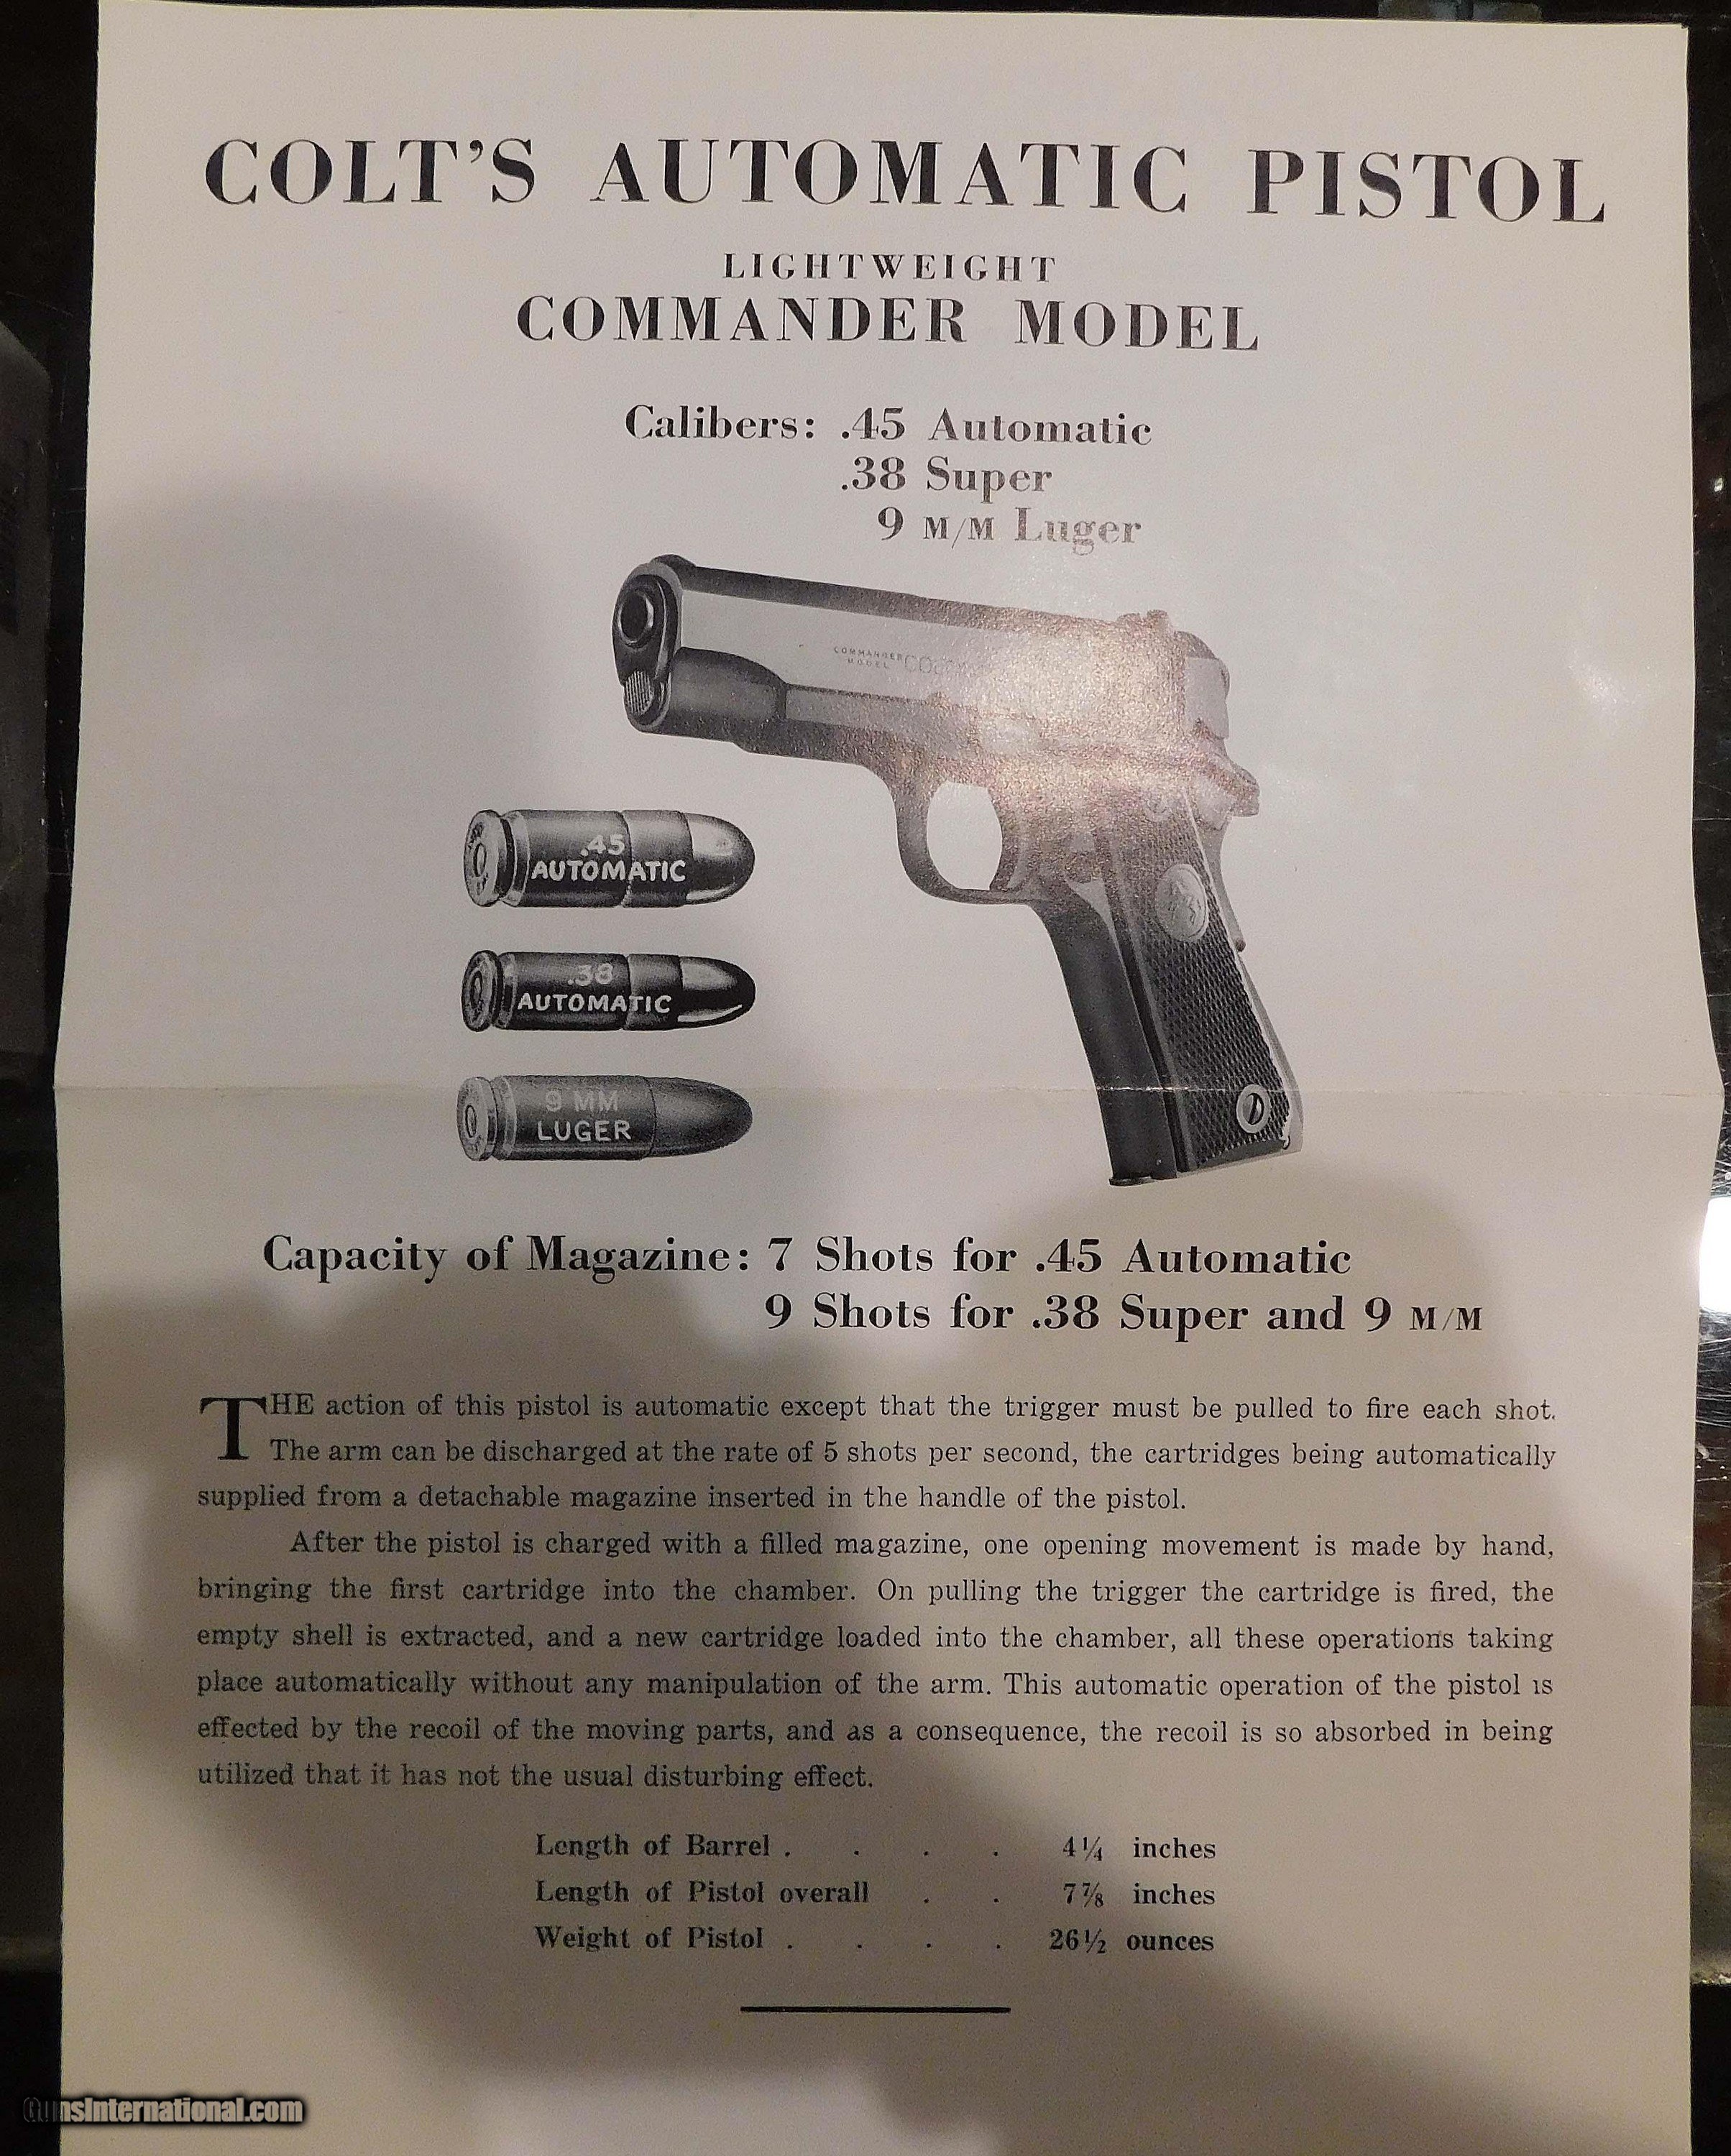 COLT'S AUTOMATIC PISTOL
LIGHTWEIGHT
COMMANDER MODEL
Calibers: .45 Automatic
.38 Super
9 M/M Luger
COMMANDER
MODEL
.45
AUTOMATIC
.38
AUTOMATIC
9 MM
LUGER
Capacity of Magazine: 7 Shots for .45 Automatic
9 Shots for .38 Super and 9 M/M
THE action of this pistol is automatic except that the trigger must be pulled to fire each shot.
The arm can be discharged at the rate of 5 shots per second, the cartridges being automatically
supplied from a detachable magazine inserted in the handle of the pistol.
After the pistol is charged with a filled magazine, one opening movement is made by hand,
bringing the first cartridge into the chamber. On pulling the trigger the cartridge is fired, the
empty shell is extracted, and a new cartridge loaded into the chamber, all these operations taking
place automatically without any manipulation of the arm. This automatic operation of the pistol is
effected by the recoil of the moving parts, and as a consequence, the recoil is so absorbed in being
utilized that it has not the usual disturbing effect.
Length of Barrel . . . . 4¼ inches
Length of Pistol overall . . 7⅞ inches
Weight of Pistol . . . . 26½ ounces
GunsInternational.com